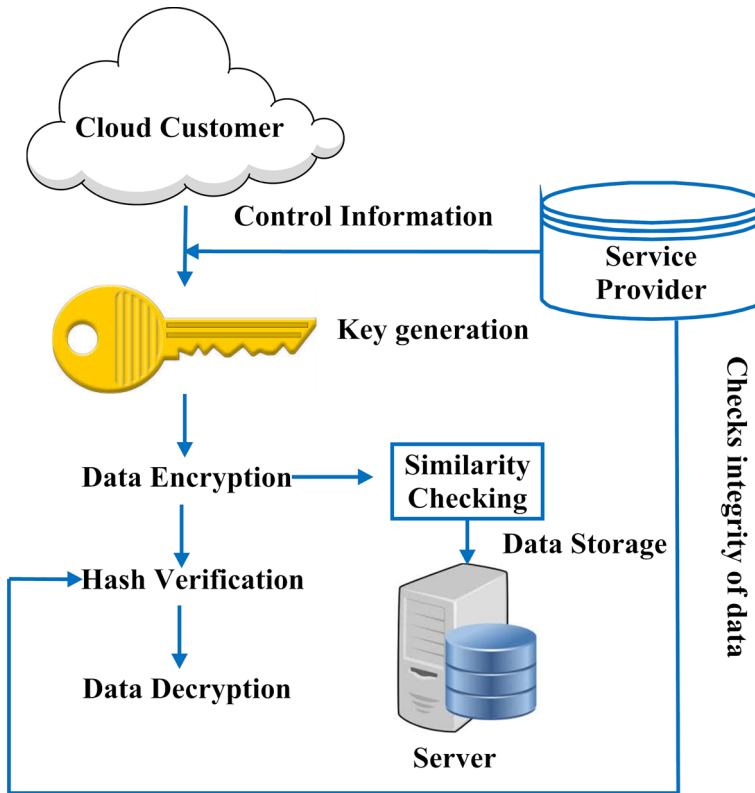 Cloud Customer
Control Information
Service
Provider
Key generation
Checks integrity of data
Data Encryption
Similarity
Checking
Data Storage
Hash Verification
Data Decryption
Server